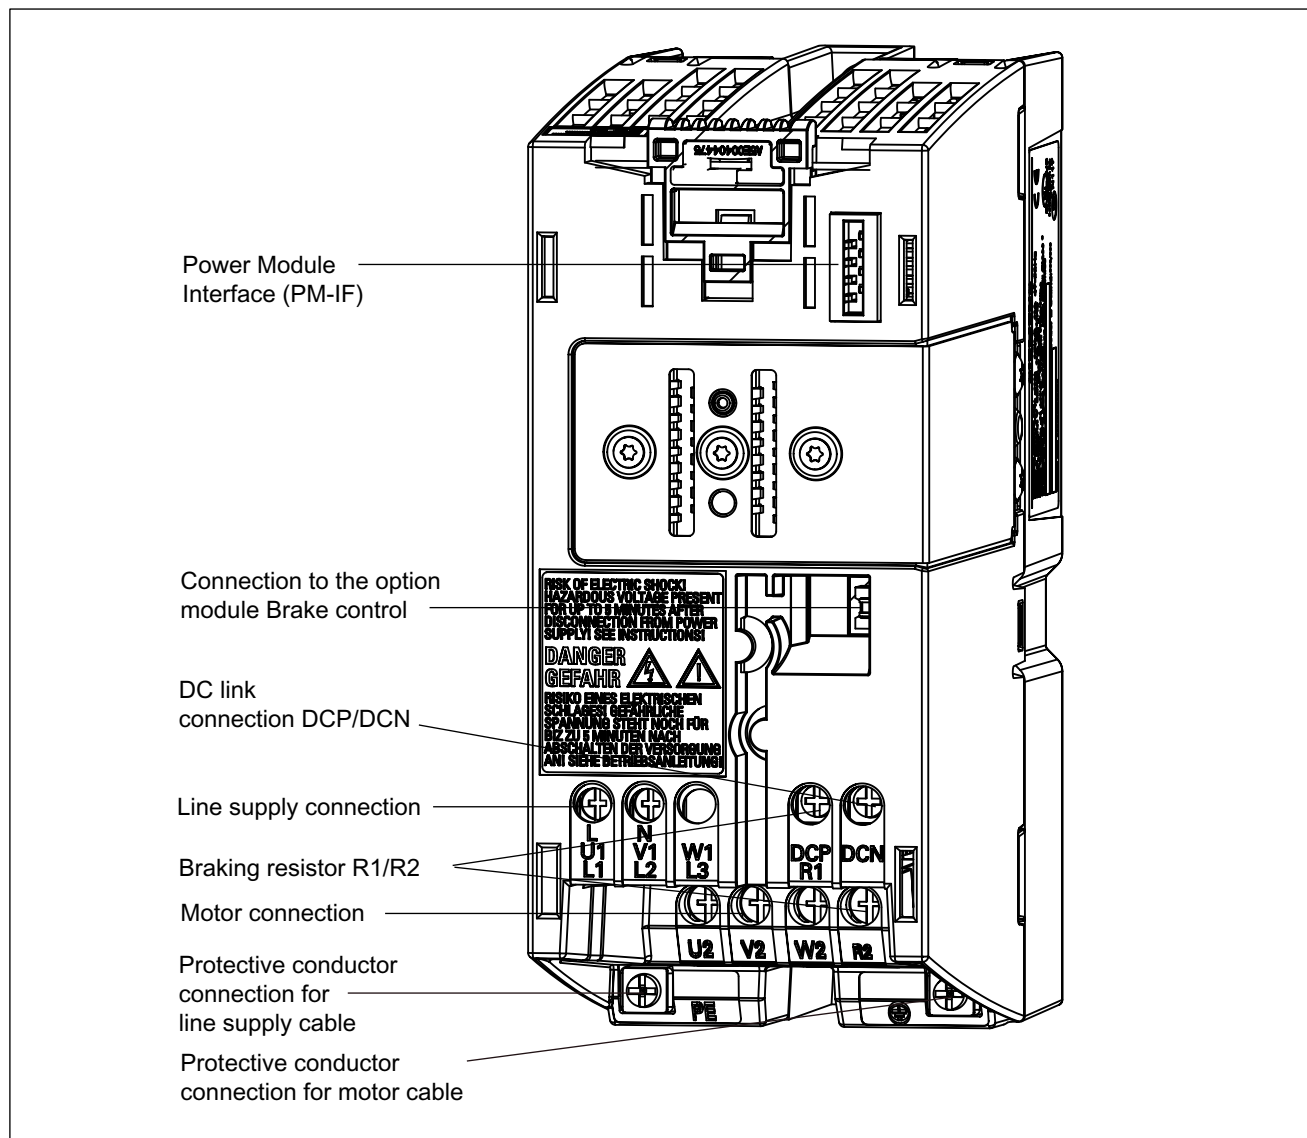 A5E00404475
Power Module
Interface (PM-IF)
Connection to the option
module Brake control
RISK OF ELECTRIC SHOCK!
HAZARDOUS VOLTAGE PRESENT
FOR UP TO 5 MINUTES AFTER
DISCONNECTION FROM POWER
SUPPLY! SEE INSTRUCTIONS!
DANGER
GEFAHR
RISIKO EINES ELEKTRISCHEN
SCHLAGES! GEFÄHRLICHE
SPANNUNG STEHT NOCH FÜR
BIZ ZU 5 MINUTEN NACH
ABSCHALTEN DER VERSORGUNG
AN! SIEHE BETRIEBSANLEITUNG!
DC link
connection DCP/DCN
Line supply connection
L N
U1 V1 W1 DCP DCN
L1 L2 L3 R1
Braking resistor R1/R2
Motor connection
U2 V2 W2 R2
Protective conductor
connection for
line supply cable
PE
Protective conductor
connection for motor cable